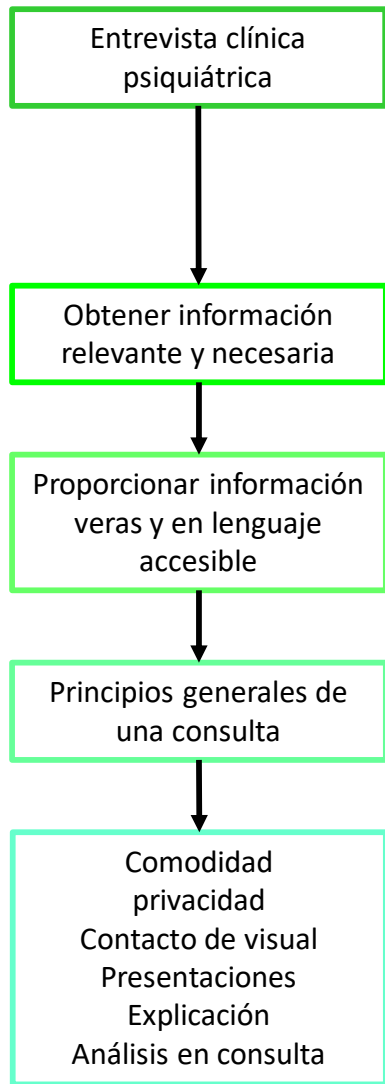 Entrevista clínica
psiquiátrica
Obtener información
relevante y necesaria
Proporcionar información
veras y en lenguaje
accesible
Principios generales de
una consulta
Comodidad
privacidad
Contacto de visual
Presentaciones
Explicación
Análisis en consulta